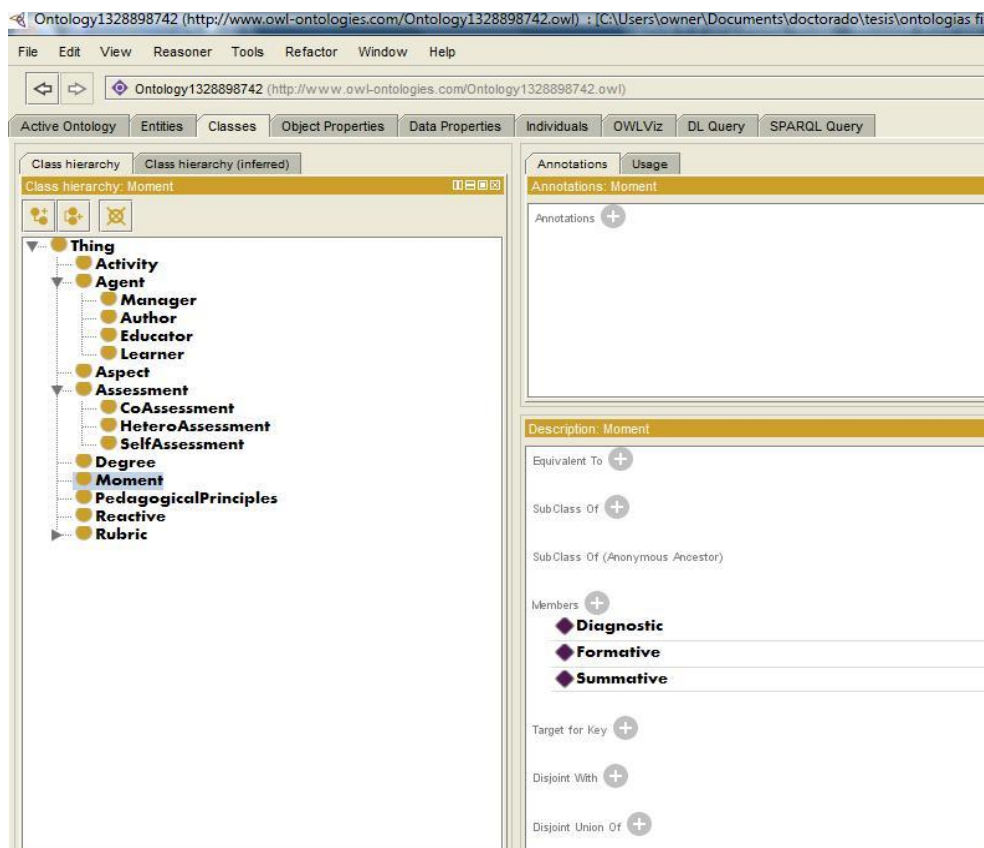 Ontology1328898742 (http://www.owl-ontologies.com/Ontology1328898742.owl) : [C:\Users\owner\Documents\doctorado\tesis\ontologias fi
File Edit View Reasoner Tools Refactor Window Help
Ontology1328898742 (http://www.owl-ontologies.com/Ontology1328898742.owl)
Active Ontology Entities Classes Object Properties Data Properties Individuals OWLViz DL Query SPARQL Query
Class hierarchy Class hierarchy (inferred)
Class hierarchy: Moment
Thing
Activity
Agent
Manager
Author
Educator
Learner
Aspect
Assessment
CoAssessment
HeteroAssessment
SelfAssessment
Degree
Moment
PedagogicalPrinciples
Reactive
Rubric
Annotations Usage
Annotations: Moment
Annotations
Description: Moment
Equivalent To
SubClass Of
SubClass Of (Anonymous Ancestor)
Members
Diagnostic
Formative
Summative
Target for Key
Disjoint With
Disjoint Union Of